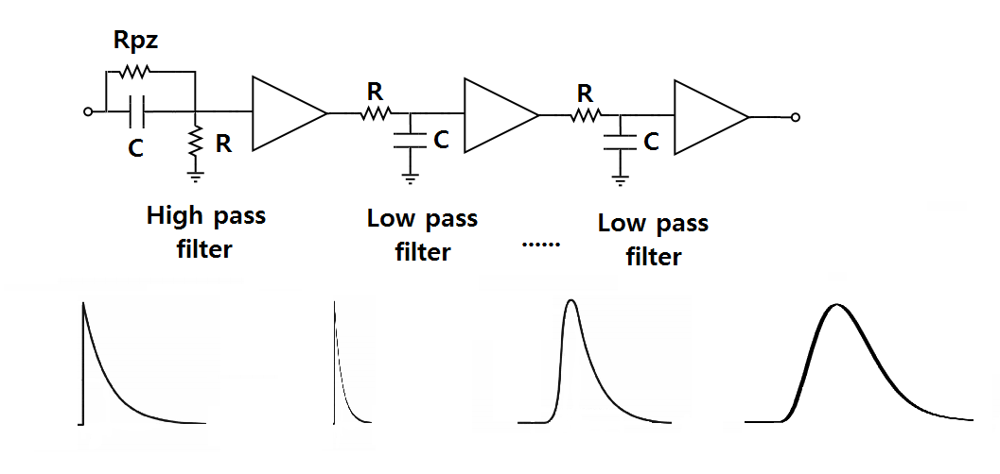 Rpz
C
R
R
C
R
C
High pass
filter
Low pass
filter
......
Low pass
filter